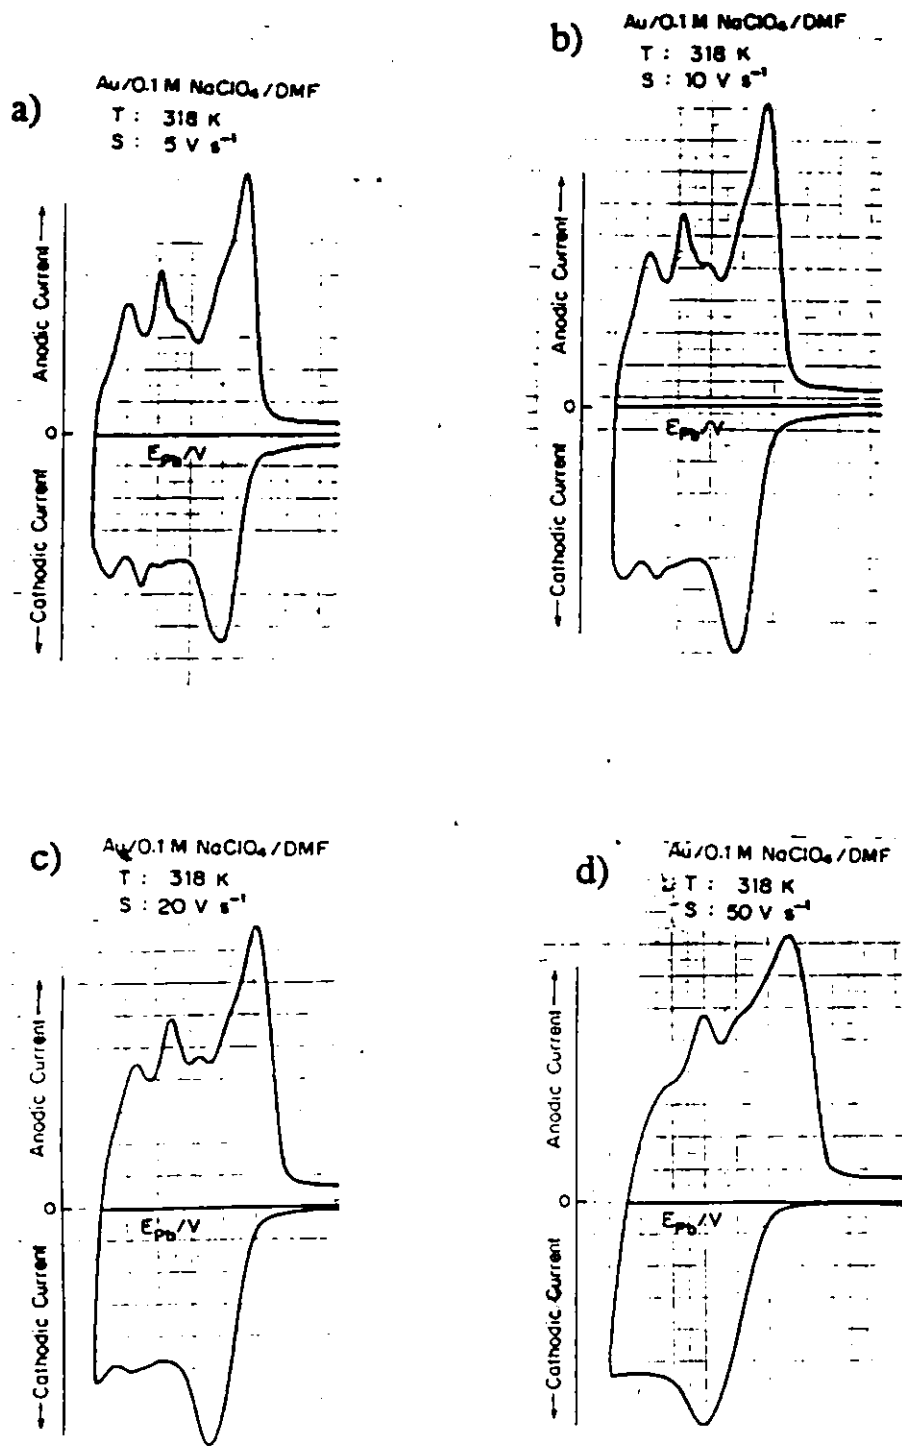 a)
Au/0.1 M NaClO₄/DMF
T : 318 K
S : 5 V s⁻¹
Anodic Current →
0
E_Pb/V
← Cathodic Current
b)
Au/0.1 M NaClO₄/DMF
T : 318 K
S : 10 V s⁻¹
Anodic Current →
0
E_Pb/V
← Cathodic Current
c)
Au/0.1 M NaClO₄/DMF
T : 318 K
S : 20 V s⁻¹
Anodic Current →
0
E_Pb/V
← Cathodic Current
d)
Au/0.1 M NaClO₄/DMF
T : 318 K
S : 50 V s⁻¹
Anodic Current →
0
E_Pb/V
← Cathodic Current